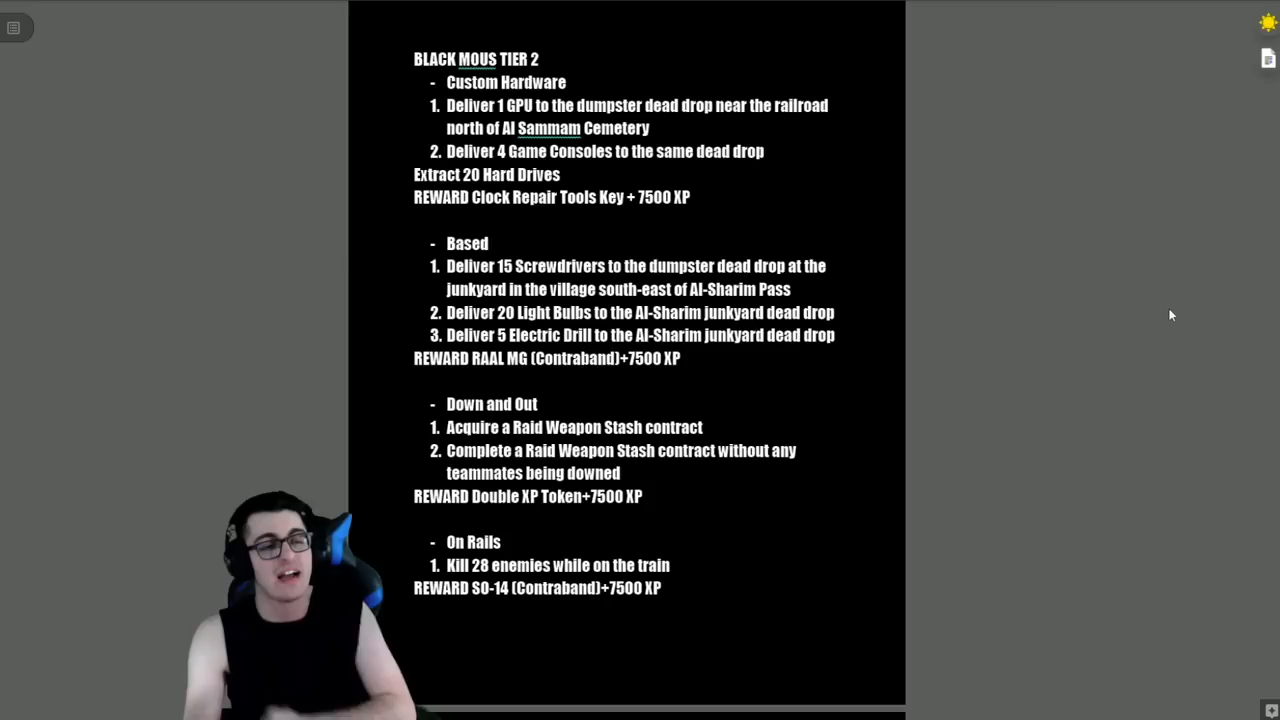 BLACK MOUS TIER 2
- Custom Hardware
1. Deliver 1 GPU to the dumpster dead drop near the railroad
north of Al Sammam Cemetery
2. Deliver 4 Game Consoles to the same dead drop
Extract 20 Hard Drives
REWARD Clock Repair Tools Key + 7500 XP
- Based
1. Deliver 15 Screwdrivers to the dumpster dead drop at the
junkyard in the village south-east of Al-Sharim Pass
2. Deliver 20 Light Bulbs to the Al-Sharim junkyard dead drop
3. Deliver 5 Electric Drill to the Al-Sharim junkyard dead drop
REWARD RAAL MG (Contraband)+7500 XP
- Down and Out
1. Acquire a Raid Weapon Stash contract
2. Complete a Raid Weapon Stash contract without any
teammates being downed
REWARD Double XP Token+7500 XP
- On Rails
1. Kill 28 enemies while on the train
REWARD SO-14 (Contraband)+7500 XP